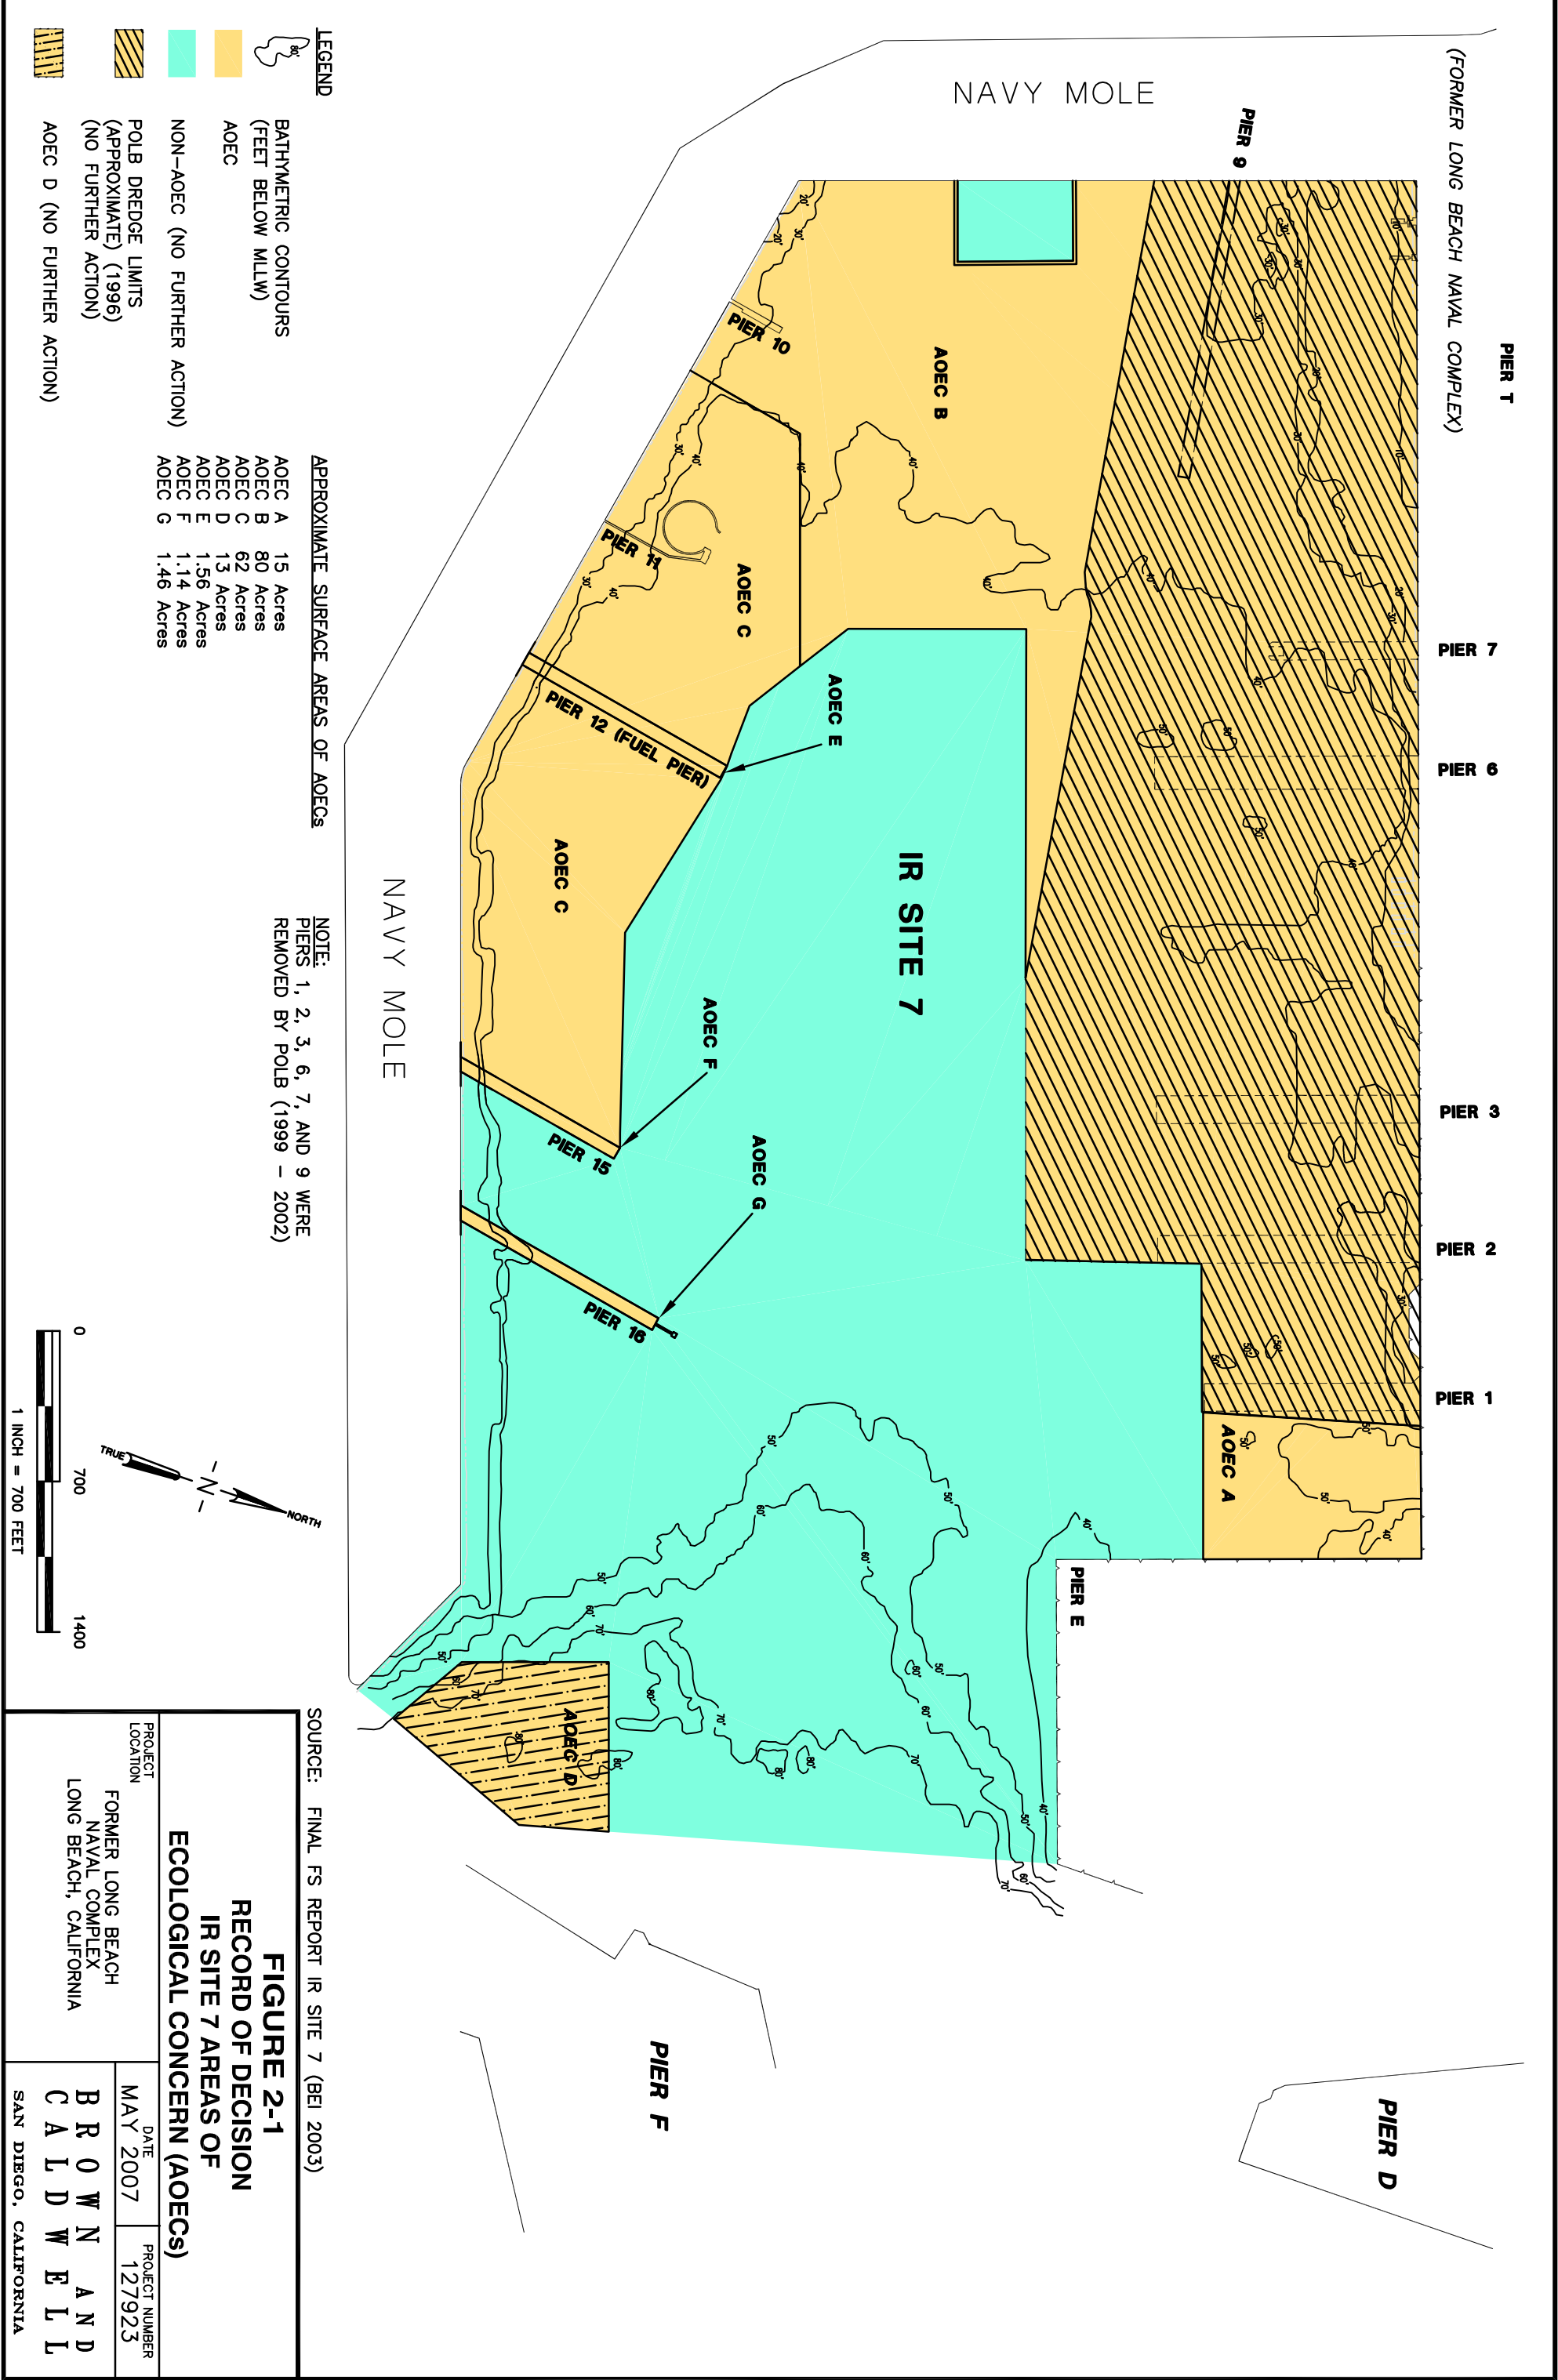 PIER T
(FORMER LONG BEACH NAVAL COMPLEX)
NAVY MOLE
PIER 9
PIER 7
PIER 6
PIER 3
PIER 2
PIER 1
PIER 10
AOEC B
PIER 11
AOEC C
PIER 12 (FUEL PIER)
AOEC E
IR SITE 7
AOEC C
AOEC F
PIER 15
AOEC G
PIER 16
AOEC A
PIER E
AOEC D
PIER D
PIER F
NAVY MOLE
LEGEND
80'
BATHYMETRIC CONTOURS
(FEET BELOW MLLW)
AOEC
NON-AOEC (NO FURTHER ACTION)
POLB DREDGE LIMITS
(APPROXIMATE) (1996)
(NO FURTHER ACTION)
AOEC D (NO FURTHER ACTION)
APPROXIMATE SURFACE AREAS OF AOECs
AOEC A 15 Acres
AOEC B 80 Acres
AOEC C 62 Acres
AOEC D 13 Acres
AOEC E 1.56 Acres
AOEC F 1.14 Acres
AOEC G 1.46 Acres
NOTE:
PIERS 1, 2, 3, 6, 7, AND 9 WERE
REMOVED BY POLB (1999 - 2002)
TRUE
N
NORTH
0 700 1400
1 INCH = 700 FEET
SOURCE: FINAL FS REPORT IR SITE 7 (BEI 2003)
FIGURE 2-1
RECORD OF DECISION
IR SITE 7 AREAS OF
ECOLOGICAL CONCERN (AOECs)
PROJECT
LOCATION
FORMER LONG BEACH
NAVAL COMPLEX
LONG BEACH, CALIFORNIA
DATE
MAY 2007
PROJECT NUMBER
127923
BROWN AND
CALDWELL
SAN DIEGO, CALIFORNIA